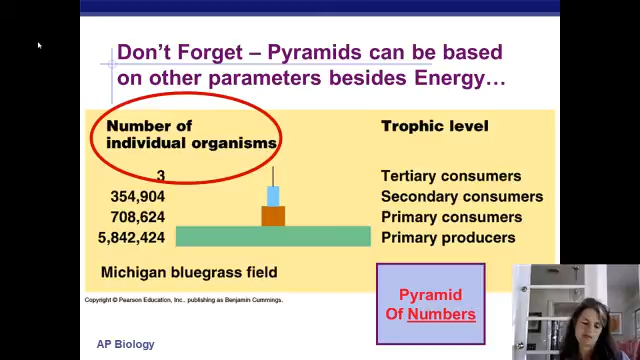 Don't Forget – Pyramids can be based
on other parameters besides Energy…
Number of
individual organisms
Trophic level
3 Tertiary consumers
354,904 Secondary consumers
708,624 Primary consumers
5,842,424 Primary producers
Michigan bluegrass field
Copyright © Pearson Education, Inc., publishing as Benjamin Cummings.
Pyramid
Of Numbers
AP Biology